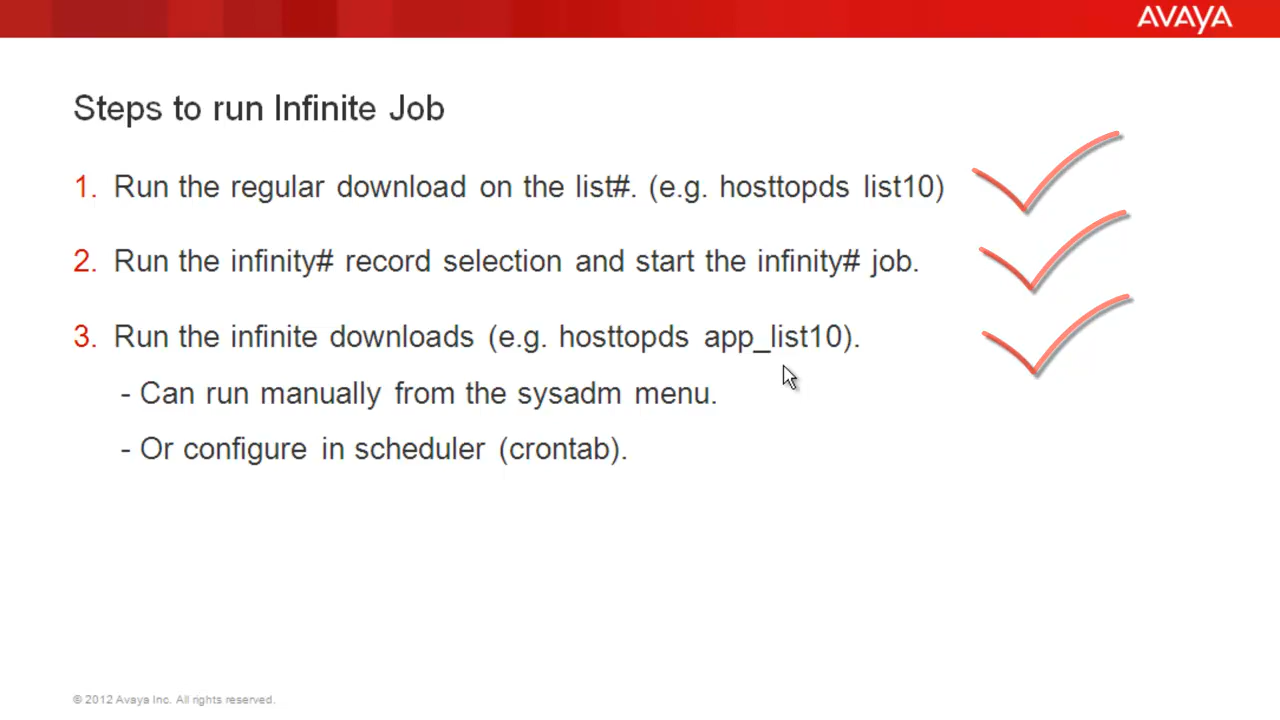 AVAYA
Steps to run Infinite Job
1. Run the regular download on the list#. (e.g. hosttopds list10)
2. Run the infinity# record selection and start the infinity# job.
3. Run the infinite downloads (e.g. hosttopds app_list10).
- Can run manually from the sysadm menu.
- Or configure in scheduler (crontab).
© 2012 Avaya Inc. All rights reserved.